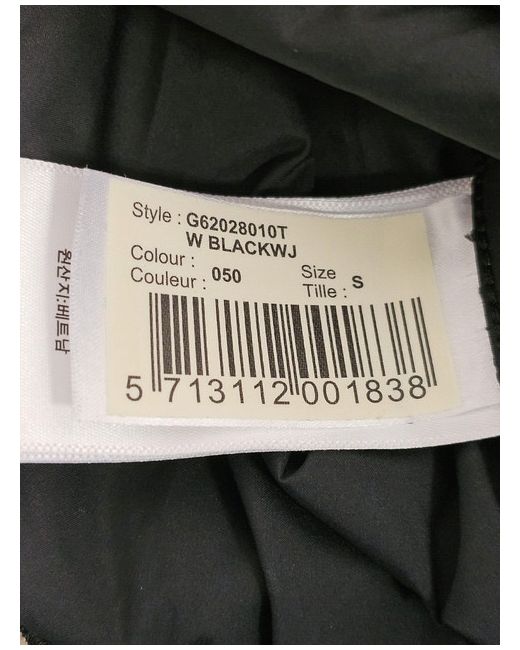 Style : G62028010T
W BLACKWJ
Colour :
Couleur : 050
Size
Tille : S
5 713112 001838
원산지:베트남